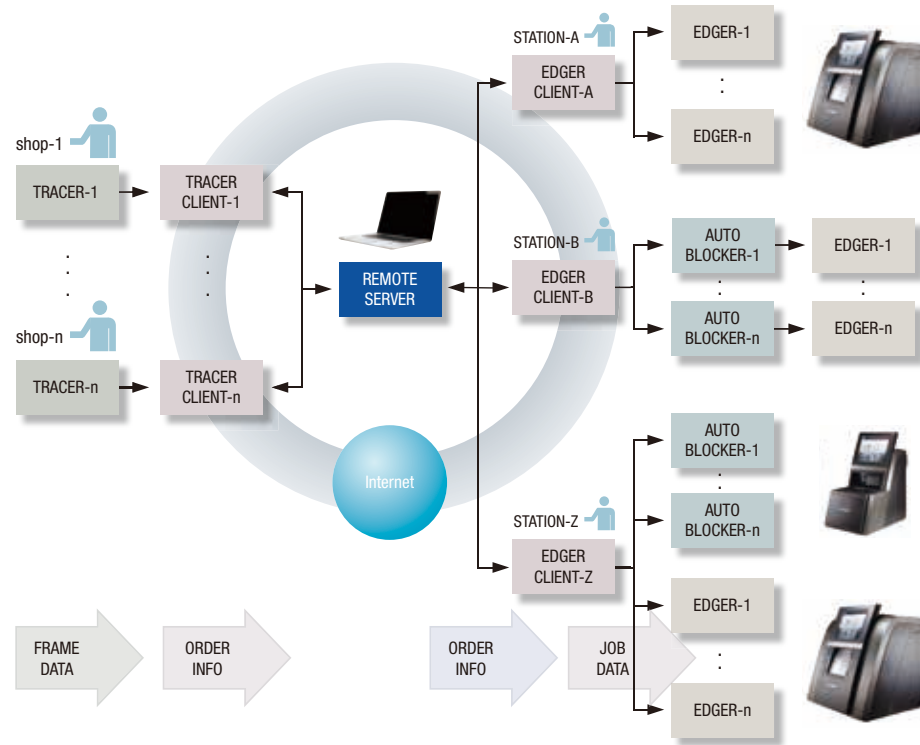 STATION-A
EDGER
CLIENT-A
EDGER-1
EDGER-n
shop-1
TRACER-1
TRACER
CLIENT-1
REMOTE
SERVER
STATION-B
EDGER
CLIENT-B
AUTO
BLOCKER-1
EDGER-1
AUTO
BLOCKER-n
EDGER-n
shop-n
TRACER-n
TRACER
CLIENT-n
Internet
STATION-Z
EDGER
CLIENT-Z
AUTO
BLOCKER-1
AUTO
BLOCKER-n
EDGER-1
EDGER-n
FRAME
DATA
ORDER
INFO
ORDER
INFO
JOB
DATA